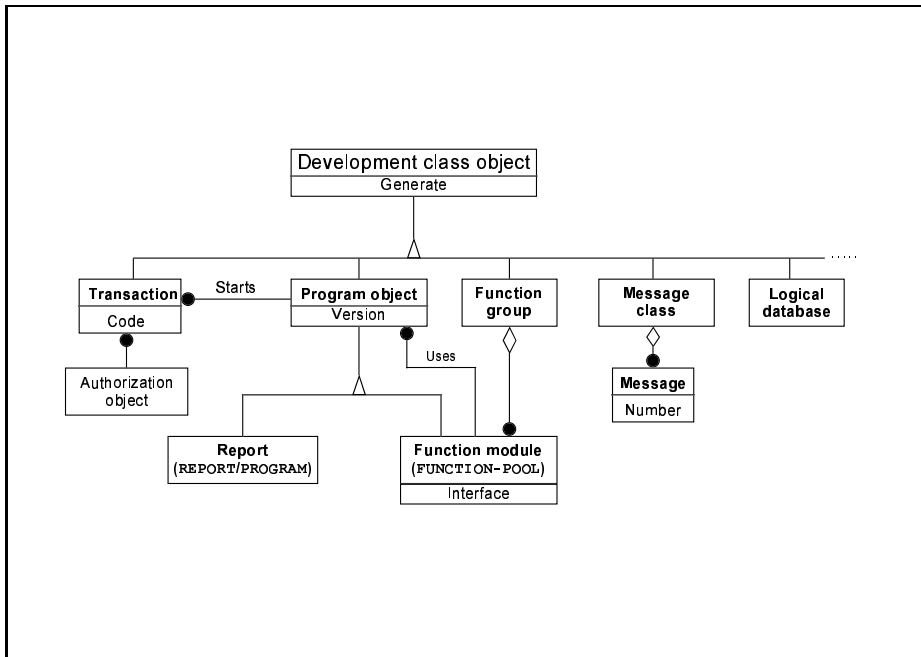 Development class object
Generate
.....
Transaction
Code
Starts
Program object
Version
Function
group
Message
class
Logical
database
Uses
Authorization
object
Message
Number
Report
(REPORT/PROGRAM)
Function module
(FUNCTION-POOL)
Interface